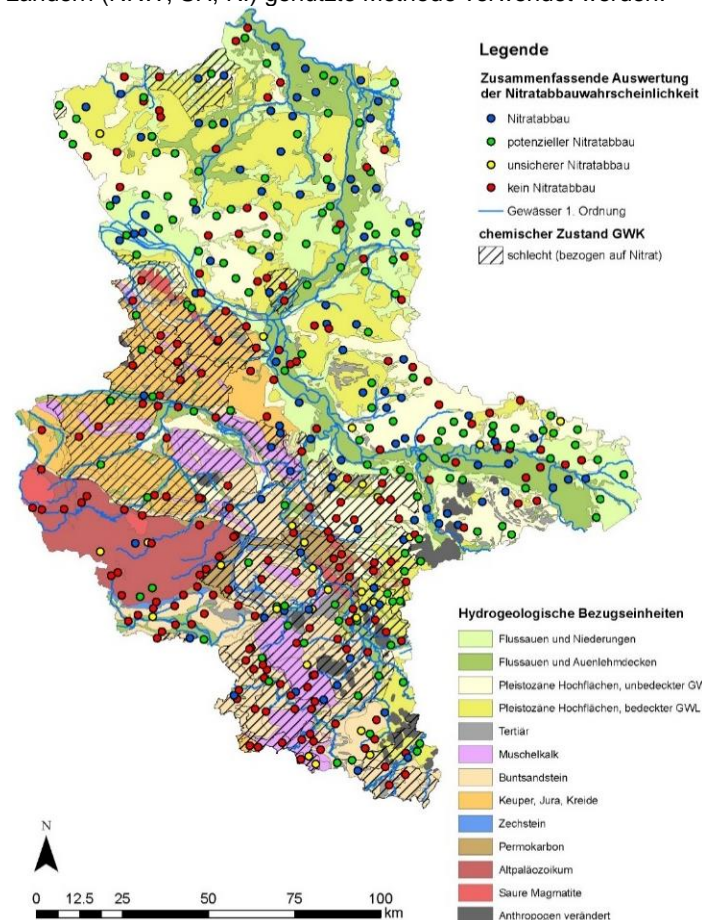 Ländern (NRW, SH, NI) genutzte Methode verwendet werden.
Legende
Zusammenfassende Auswertung
der Nitratabbauwahrscheinlichkeit
Nitratabbau
potenzieller Nitratabbau
unsicherer Nitratabbau
kein Nitratabbau
Gewässer 1. Ordnung
chemischer Zustand GWK
schlecht (bezogen auf Nitrat)
Hydrogeologische Bezugseinheiten
Flussauen und Niederungen
Flussauen und Auenlehmdecken
Pleistozäne Hochflächen, unbedeckter GW
Pleistozäne Hochflächen, bedeckter GWL
Tertiär
Muschelkalk
Buntsandstein
Keuper, Jura, Kreide
Zechstein
Permokarbon
Altpaläozoikum
Saure Magmatite
Anthropogen verändert
N
0 12.5 25 50 75 100
km